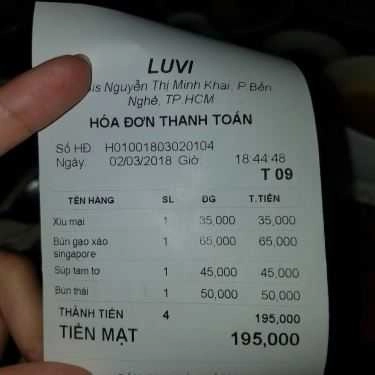 LUVI
Nguyễn Thị Minh Khai, P.Bến
Nghé, TP.HCM
HÓA ĐƠN THANH TOÁN
Số HĐ. H01001803020104
Ngày. 02/03/2018 Giờ 18:44:48
T 09
TÊN HÀNG SL ĐG T.TIỀN
Xíu mại 1 35,000 35,000
Bún gạo xáo 1 65,000 65,000
singapore
Súp tam tơ 1 45,000 45,000
Bún thái 1 50,000 50,000
THÀNH TIỀN 4 195,000
TIỀN MẶT 195,000